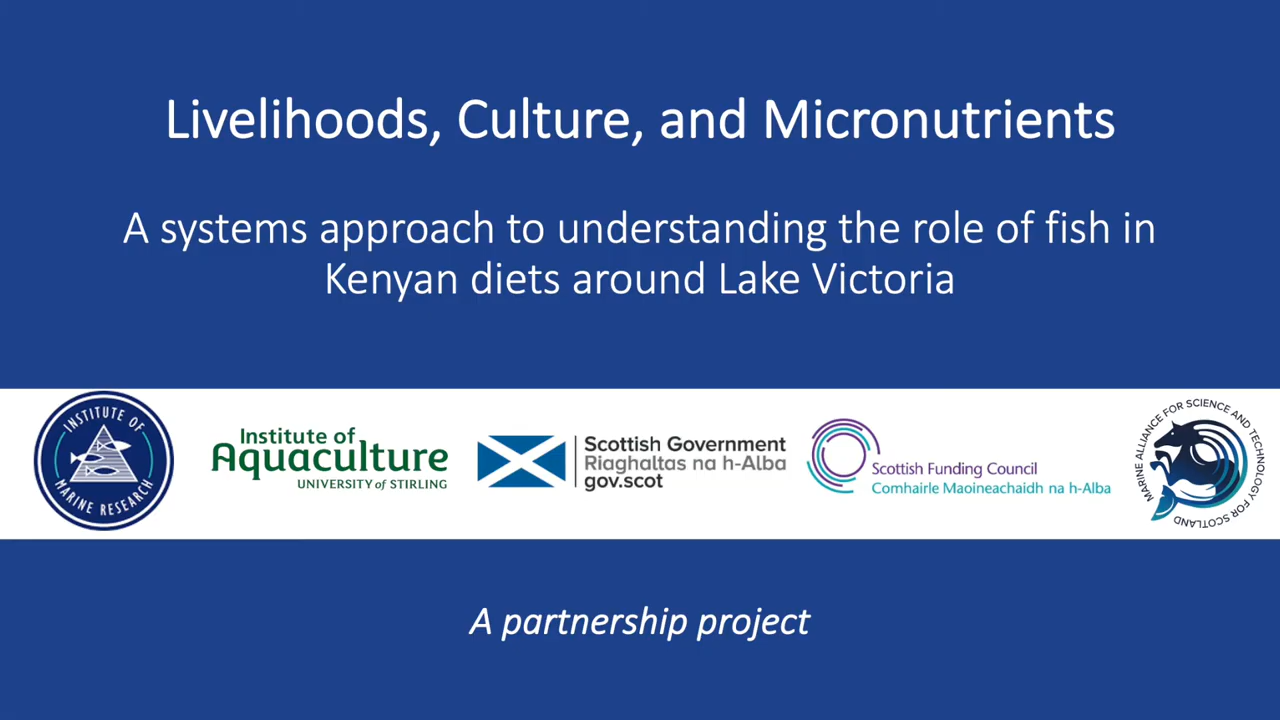 Livelihoods, Culture, and Micronutrients
A systems approach to understanding the role of fish in
Kenyan diets around Lake Victoria
INSTITUTE OF
MARINE RESEARCH
Institute of
Aquaculture
UNIVERSITY of STIRLING
Scottish Government
Riaghaltas na h-Alba
gov.scot
Scottish Funding Council
Comhairle Maoineachaidh na h-Alba
MARINE ALLIANCE FOR SCIENCE AND TECHNOLOGY FOR SCOTLAND
A partnership project